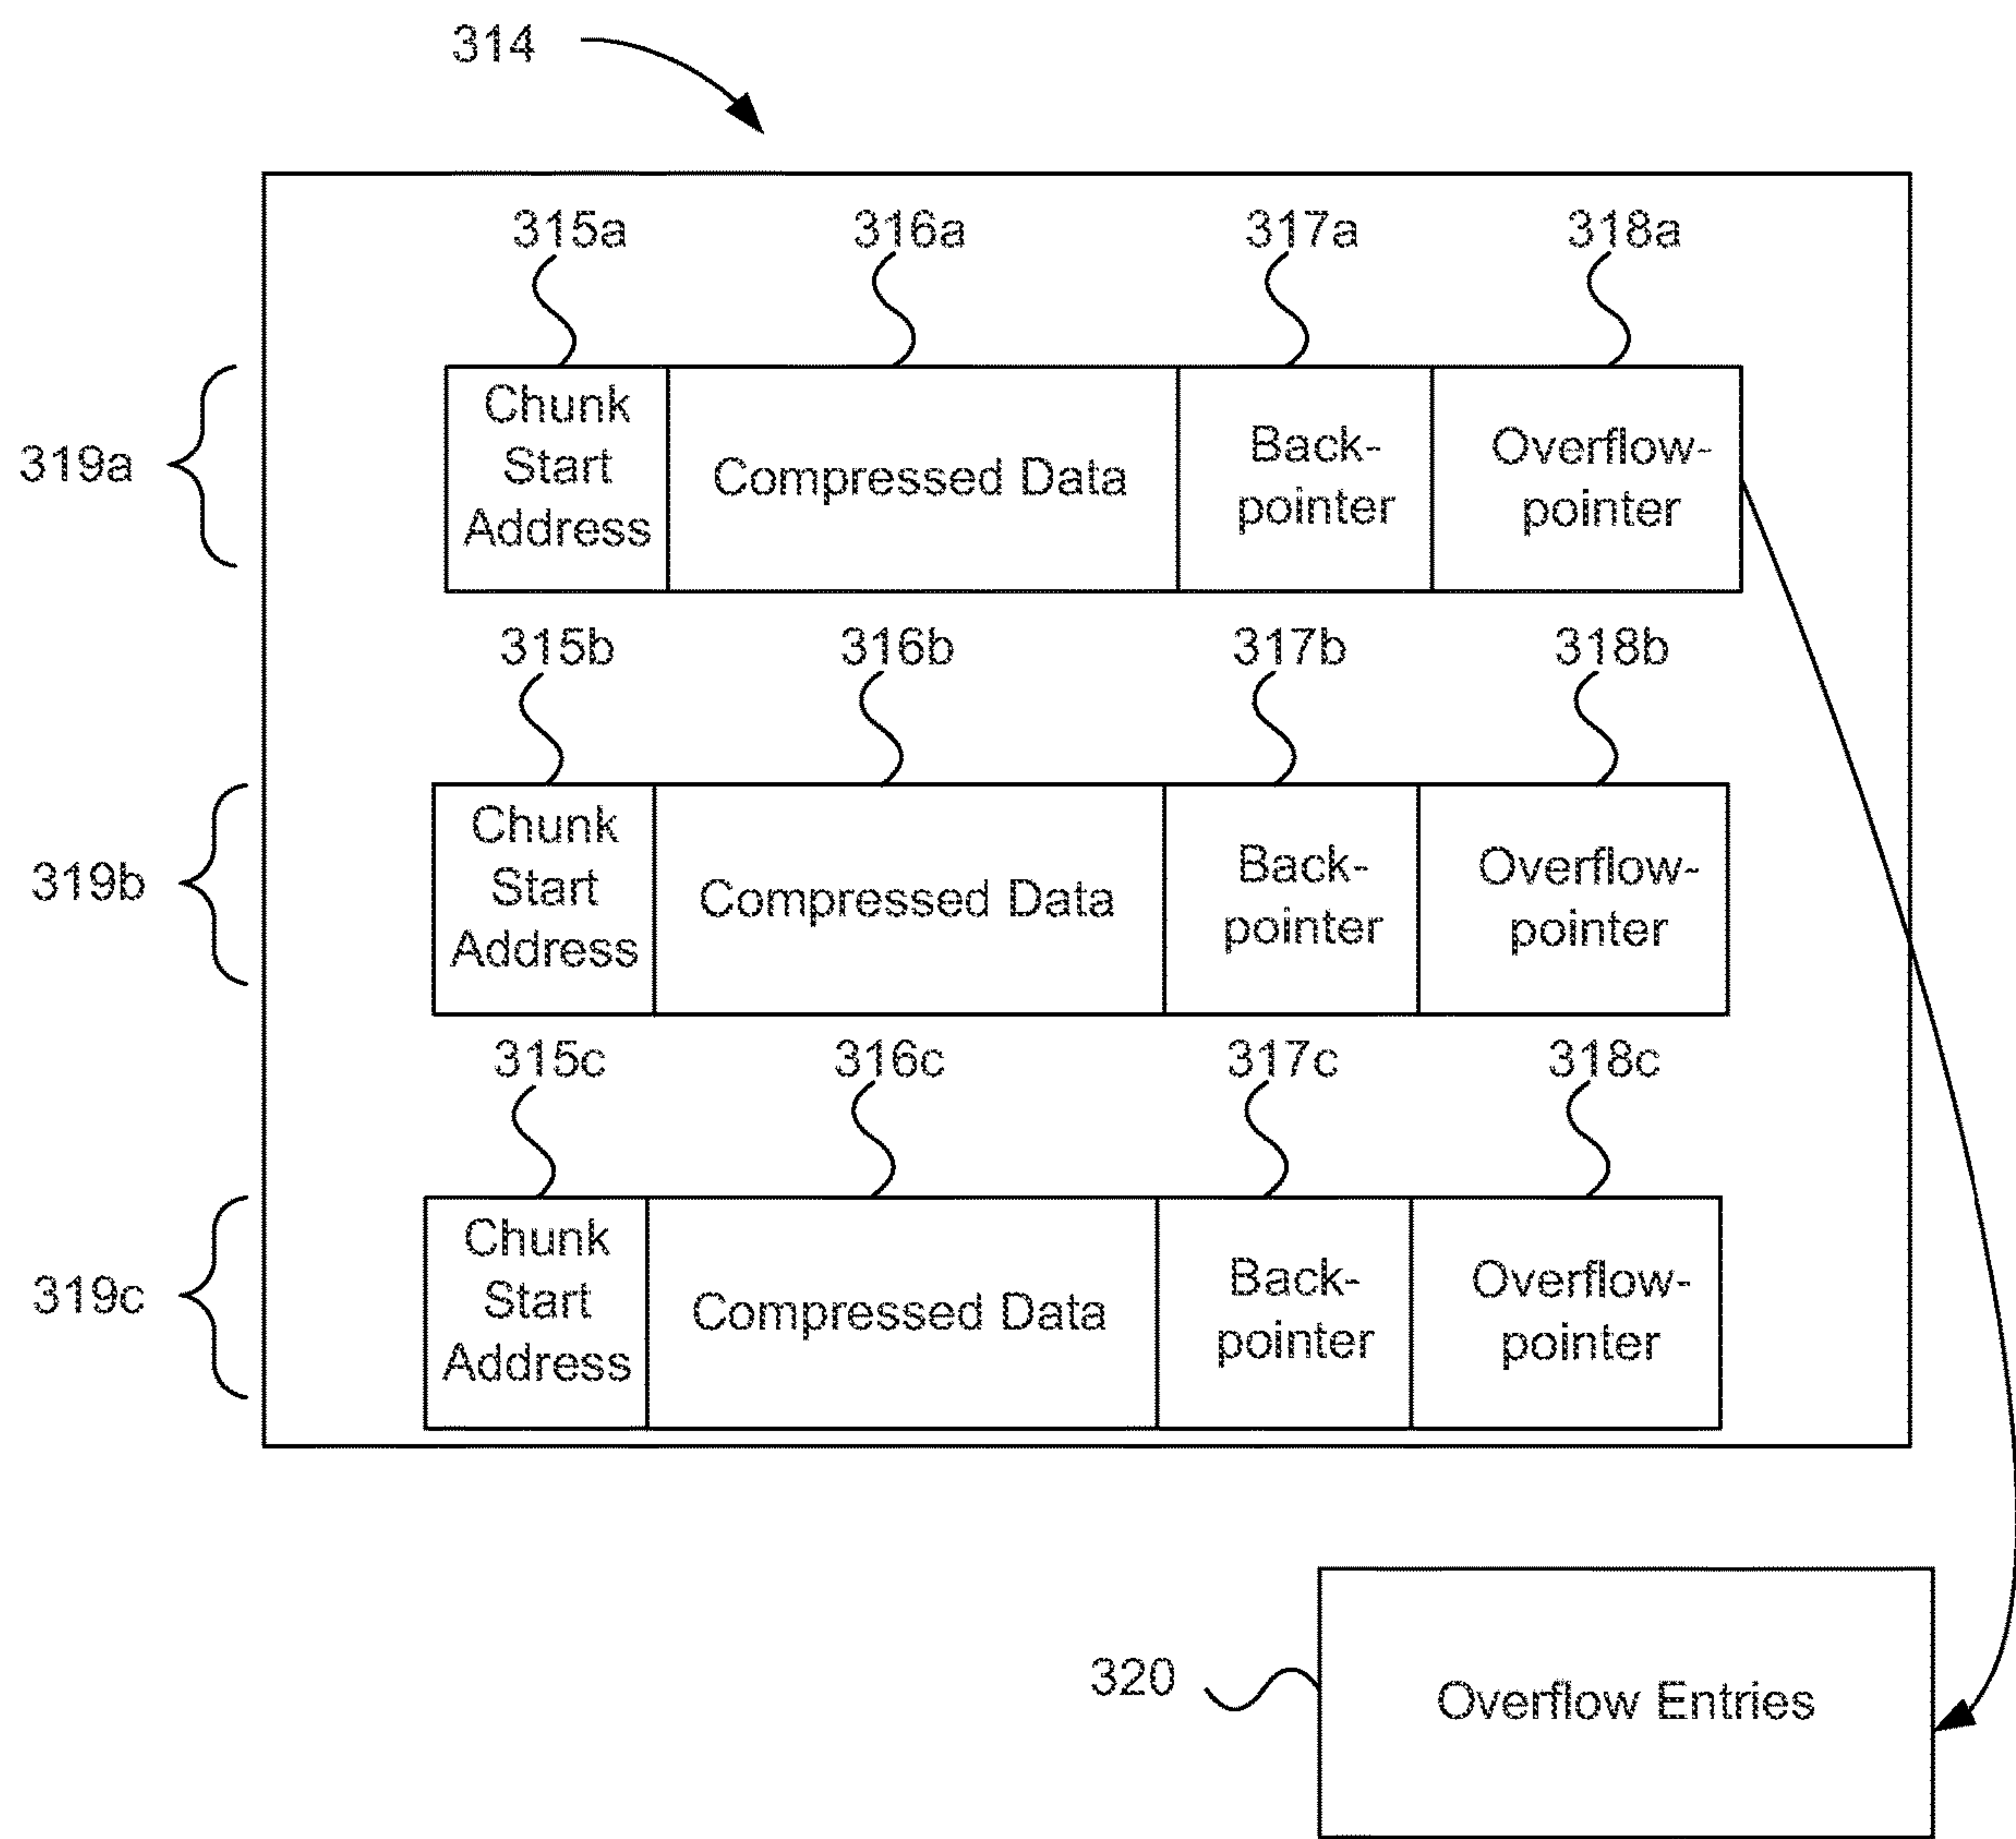 314
315a 316a 317a 318a
319a
Chunk
Start
Address
Compressed Data
Back-
pointer
Overflow-
pointer
315b 316b 317b 318b
319b
Chunk
Start
Address
Compressed Data
Back-
pointer
Overflow-
pointer
315c 316c 317c 318c
319c
Chunk
Start
Address
Compressed Data
Back-
pointer
Overflow-
pointer
320
Overflow Entries